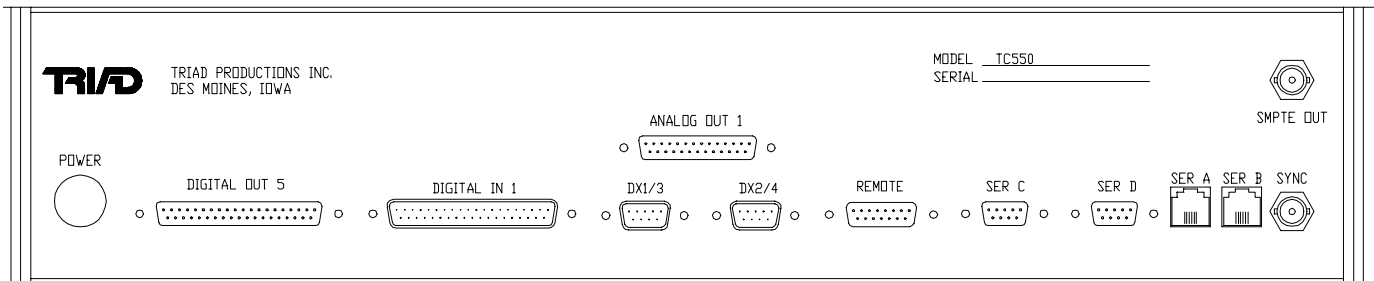 TRIAD
TRIAD PRODUCTIONS INC.
DES MOINES, IOWA
MODEL TC550
SERIAL
SMPTE OUT
ANALOG OUT 1
POWER
DIGITAL OUT 5
DIGITAL IN 1
DX1/3
DX2/4
REMOTE
SER C
SER D
SER A
SER B
SYNC